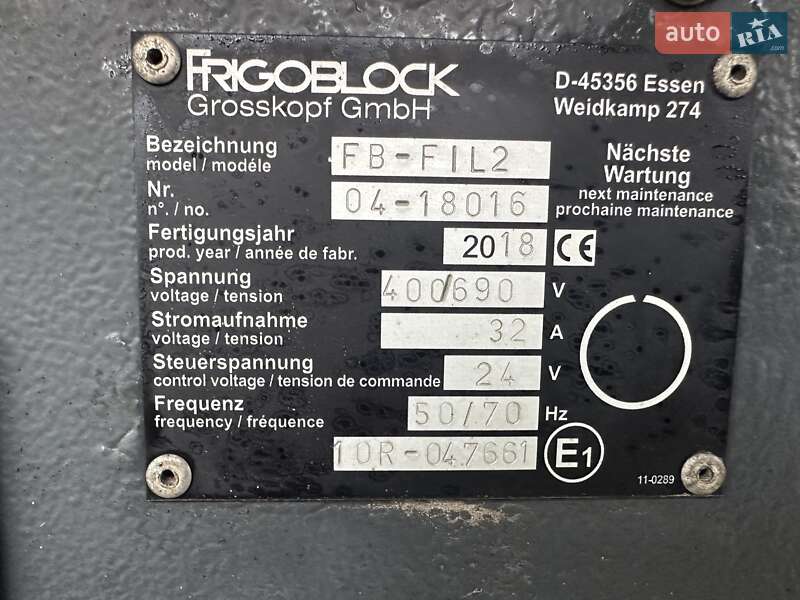 auto RIA
FRIGOBLOCK
Grosskopf GmbH
D-45356 Essen
Weidkamp 274
Bezeichnung
model / modéle
FB-FIL2
Nr.
n°. / no.
04-18016
Nächste
Wartung
next maintenance
prochaine maintenance
Fertigungsjahr
prod. year / année de fabr.
2018 CE
Spannung
voltage / tension
400/690 V
Stromaufnahme
voltage / tension
32 A
Steuerspannung
control voltage / tension de commande
24 V
Frequenz
frequency / fréquence
50/70 Hz
10R-047661 E1
11-0289